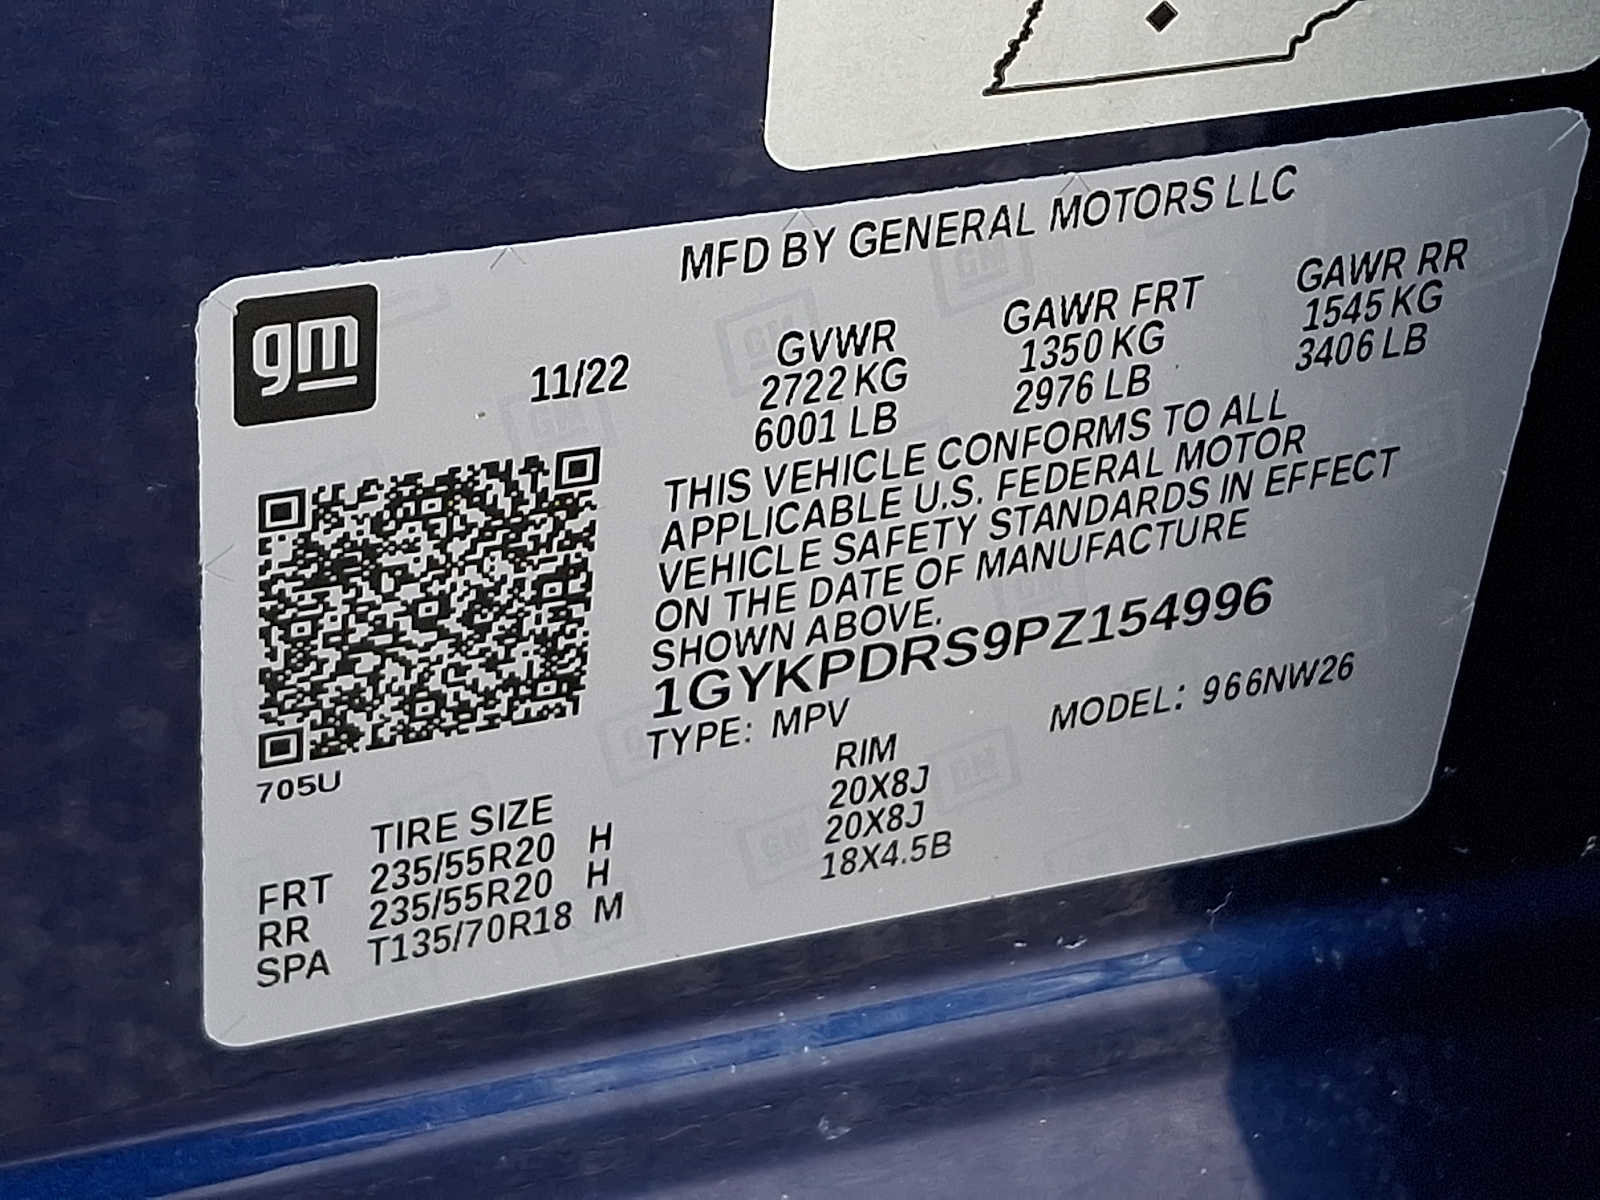 MFD BY GENERAL MOTORS LLC
gm
11/22
GVWR GAWR FRT GAWR RR
2722 KG 1350 KG 1545 KG
6001 LB 2976 LB 3406 LB
THIS VEHICLE CONFORMS TO ALL
APPLICABLE U.S. FEDERAL MOTOR
VEHICLE SAFETY STANDARDS IN EFFECT
ON THE DATE OF MANUFACTURE
SHOWN ABOVE.
1GYKPDRS9PZ154996
TYPE: MPV MODEL: 966NW26
705U
TIRE SIZE RIM
FRT 235/55R20 H 20X8J
RR 235/55R20 H 20X8J
SPA T135/70R18 M 18X4.5B